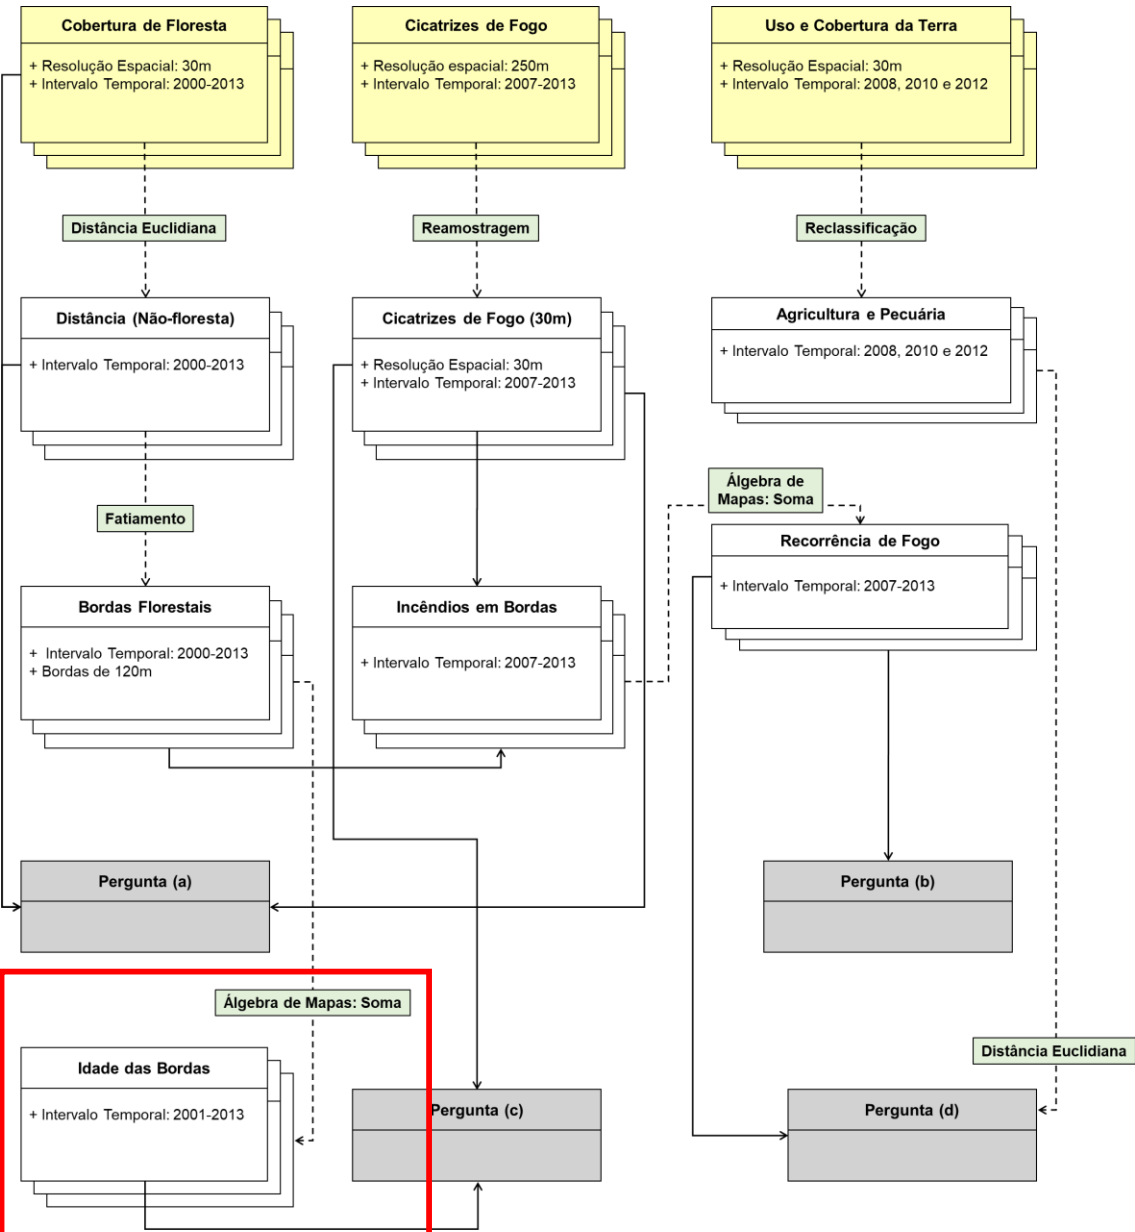 Cobertura de Floresta
+ Resolução Espacial: 30m
+ Intervalo Temporal: 2000-2013
Cicatrizes de Fogo
+ Resolução espacial: 250m
+ Intervalo Temporal: 2007-2013
Uso e Cobertura da Terra
+ Resolução Espacial: 30m
+ Intervalo Temporal: 2008, 2010 e 2012
Distância Euclidiana
Reamostragem
Reclassificação
Distância (Não-floresta)
+ Intervalo Temporal: 2000-2013
Cicatrizes de Fogo (30m)
+ Resolução Espacial: 30m
+ Intervalo Temporal: 2007-2013
Agricultura e Pecuária
+ Intervalo Temporal: 2008, 2010 e 2012
Fatiamento
Álgebra de
Mapas: Soma
Bordas Florestais
+ Intervalo Temporal: 2000-2013
+ Bordas de 120m
Incêndios em Bordas
+ Intervalo Temporal: 2007-2013
Recorrência de Fogo
+ Intervalo Temporal: 2007-2013
Pergunta (a)
Pergunta (b)
Álgebra de Mapas: Soma
Distância Euclidiana
Idade das Bordas
+ Intervalo Temporal: 2001-2013
Pergunta (c)
Pergunta (d)